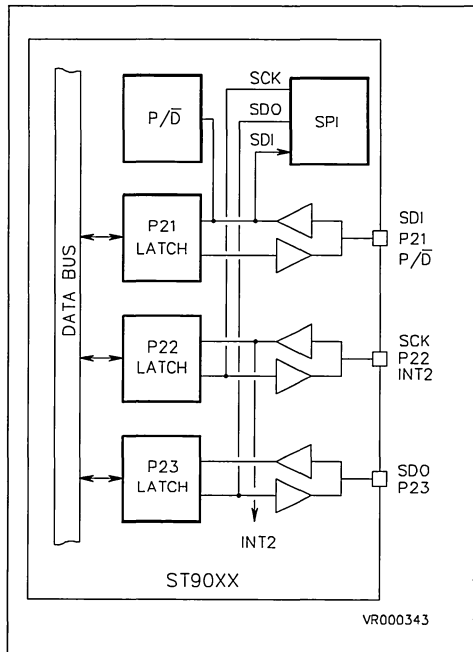 SCK
SDO
SDI
P/D̅
SPI
P21
LATCH
SDI
P21
P/D̅
DATA BUS
P22
LATCH
SCK
P22
INT2
P23
LATCH
SDO
P23
INT2
ST90XX
VR000343